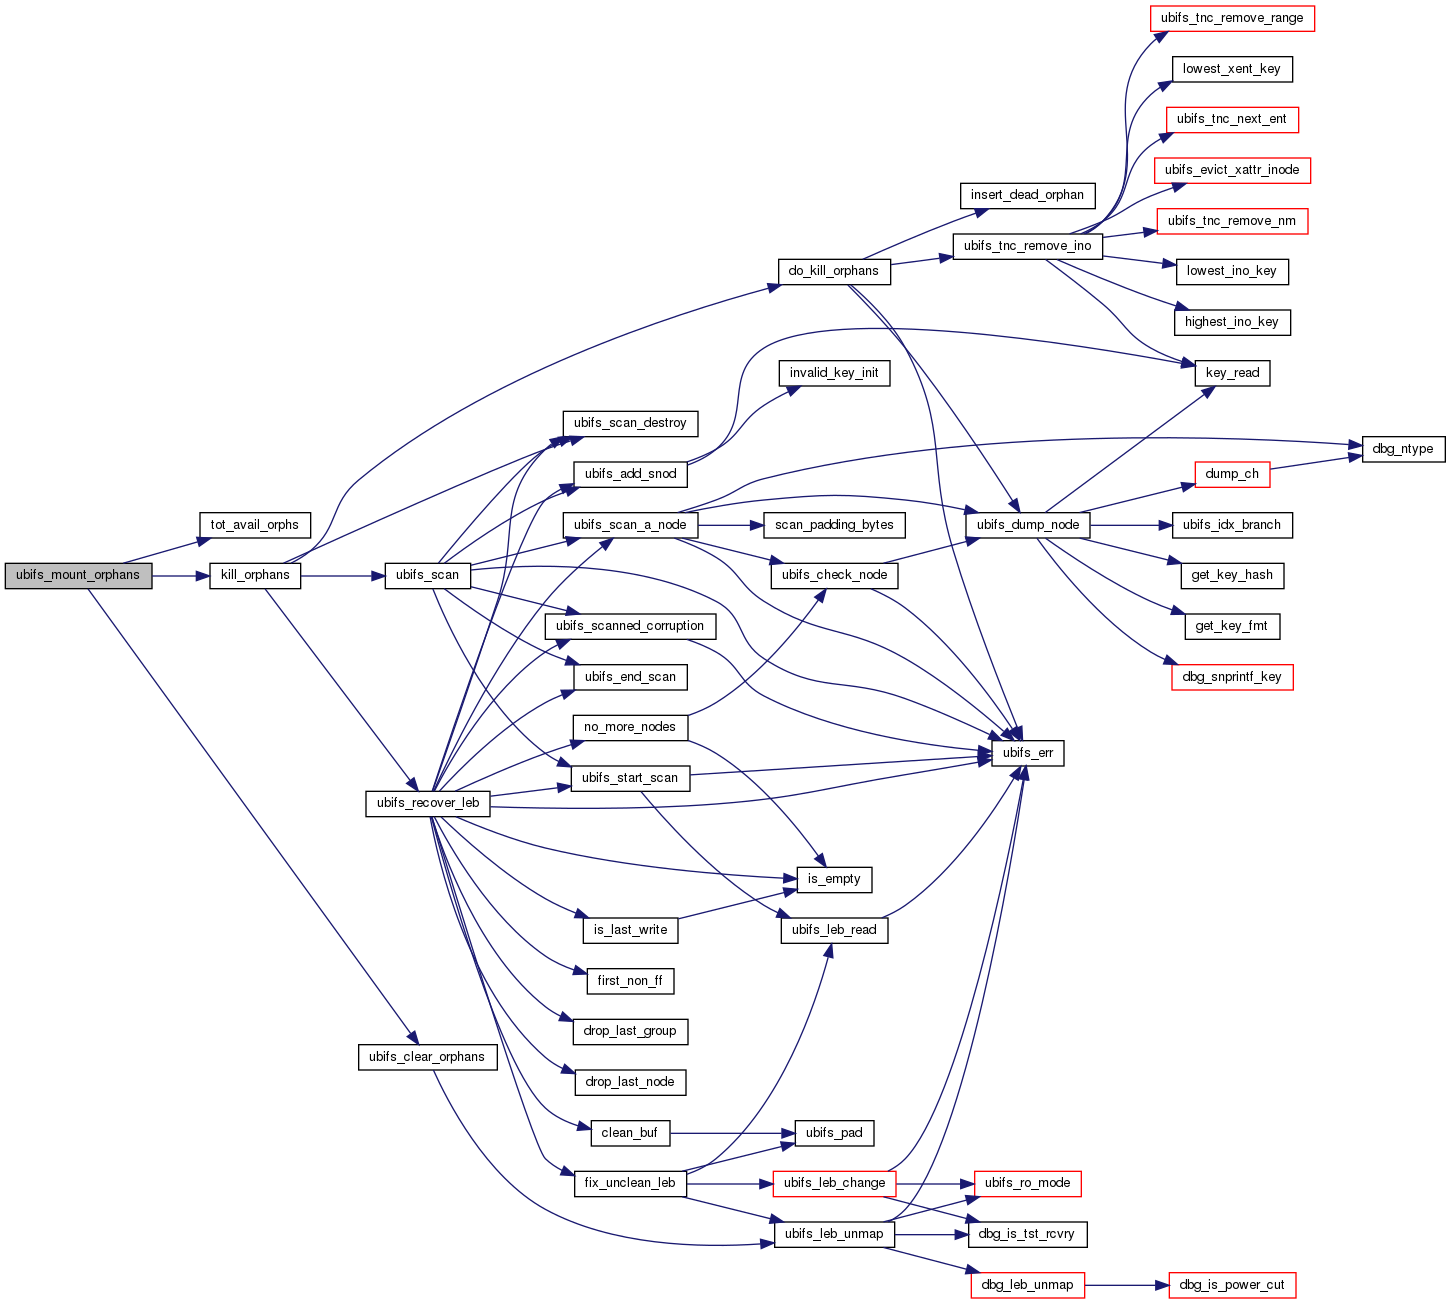 ubifs_tnc_remove_range
lowest_xent_key
ubifs_tnc_next_ent
ubifs_evict_xattr_inode
insert_dead_orphan
ubifs_tnc_remove_nm
ubifs_tnc_remove_ino
do_kill_orphans
lowest_ino_key
highest_ino_key
invalid_key_init
key_read
ubifs_scan_destroy
dbg_ntype
ubifs_add_snod
dump_ch
tot_avail_orphs
ubifs_scan_a_node
scan_padding_bytes
ubifs_dump_node
ubifs_idx_branch
ubifs_mount_orphans
kill_orphans
ubifs_scan
ubifs_check_node
get_key_hash
ubifs_scanned_corruption
get_key_fmt
ubifs_end_scan
dbg_snprintf_key
no_more_nodes
ubifs_err
ubifs_start_scan
ubifs_recover_leb
is_empty
is_last_write
ubifs_leb_read
first_non_ff
drop_last_group
ubifs_clear_orphans
drop_last_node
clean_buf
ubifs_pad
fix_unclean_leb
ubifs_leb_change
ubifs_ro_mode
ubifs_leb_unmap
dbg_is_tst_rcvry
dbg_leb_unmap
dbg_is_power_cut